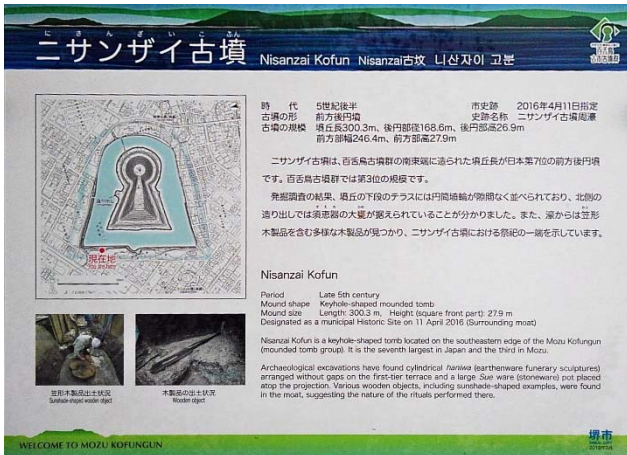 に さ ん ざ い こ ふん
ニサンザイ古墳 Nisanzai Kofun Nisanzai古坟 니산자이 고분
時 代 5世紀後半 市史跡 2016年4月11日指定
古墳の形 前方後円墳 史跡名称 ニサンザイ古墳周濠
古墳の規模 墳丘長300.3m、後円部径168.6m、後円部高26.9m
前方部幅246.4m、前方部高27.9m
ニサンザイ古墳は、百舌鳥古墳群の南東端に造られた墳丘長が日本第7位の前方後円墳
です。百舌鳥古墳群では第3位の規模です。
発掘調査の結果、墳丘の下段のテラスには円筒埴輪が隙間なく並べられており、北側の
造り出しでは須恵器の大甕が据えられていることが分かりました。また、濠からは笠形
木製品を含む多様な木製品が見つかり、ニサンザイ古墳における祭祀の一端を示しています。
現在地
You are here
Nisanzai Kofun
Period Late 5th century
Mound shape Keyhole-shaped mounded tomb
Mound size Length: 300.3 m, Height (square front part): 27.9 m
Designated as a municipal Historic Site on 11 April 2016 (Surrounding moat)
Nisanzai Kofun is a keyhole-shaped tomb located on the southeastern edge of the Mozu Kofungun
(mounded tomb group). It is the seventh largest in Japan and the third in Mozu.
Archaeological excavations have found cylindrical haniwa (earthenware funerary sculptures)
arranged without gaps on the first-tier terrace and a large Sue ware (stoneware) pot placed
atop the projection. Various wooden objects, including sunshade-shaped examples, were found
in the moat, suggesting the nature of the rituals performed there.
笠形木製品出土状況
Sunshade-shaped wooden object
木製品の出土状況
Wooden object
WELCOME TO MOZU KOFUNGUN
堺市